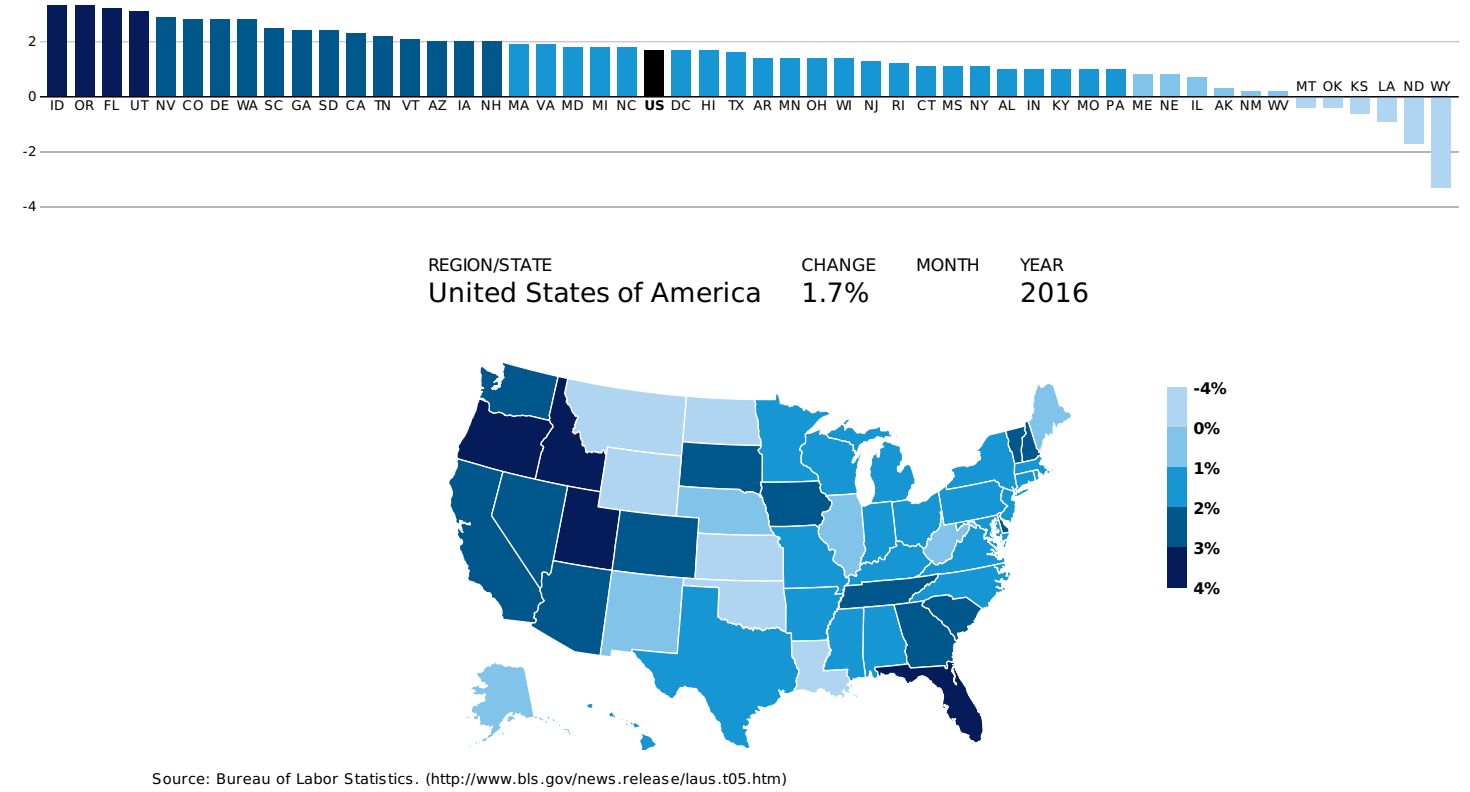 2
0
ID OR FL UT NV CO DE WA SC GA SD CA TN VT AZ IA NH MA VA MD MI NC US DC HI TX AR MN OH WI NJ RI CT MS NY AL IN KY MO PA ME NE IL AK NM WV MT OK KS LA ND WY
-2
-4
REGION/STATE CHANGE MONTH YEAR
United States of America 1.7% 2016
-4%
0%
1%
2%
3%
4%
Source: Bureau of Labor Statistics. (http://www.bls.gov/news.release/laus.t05.htm)